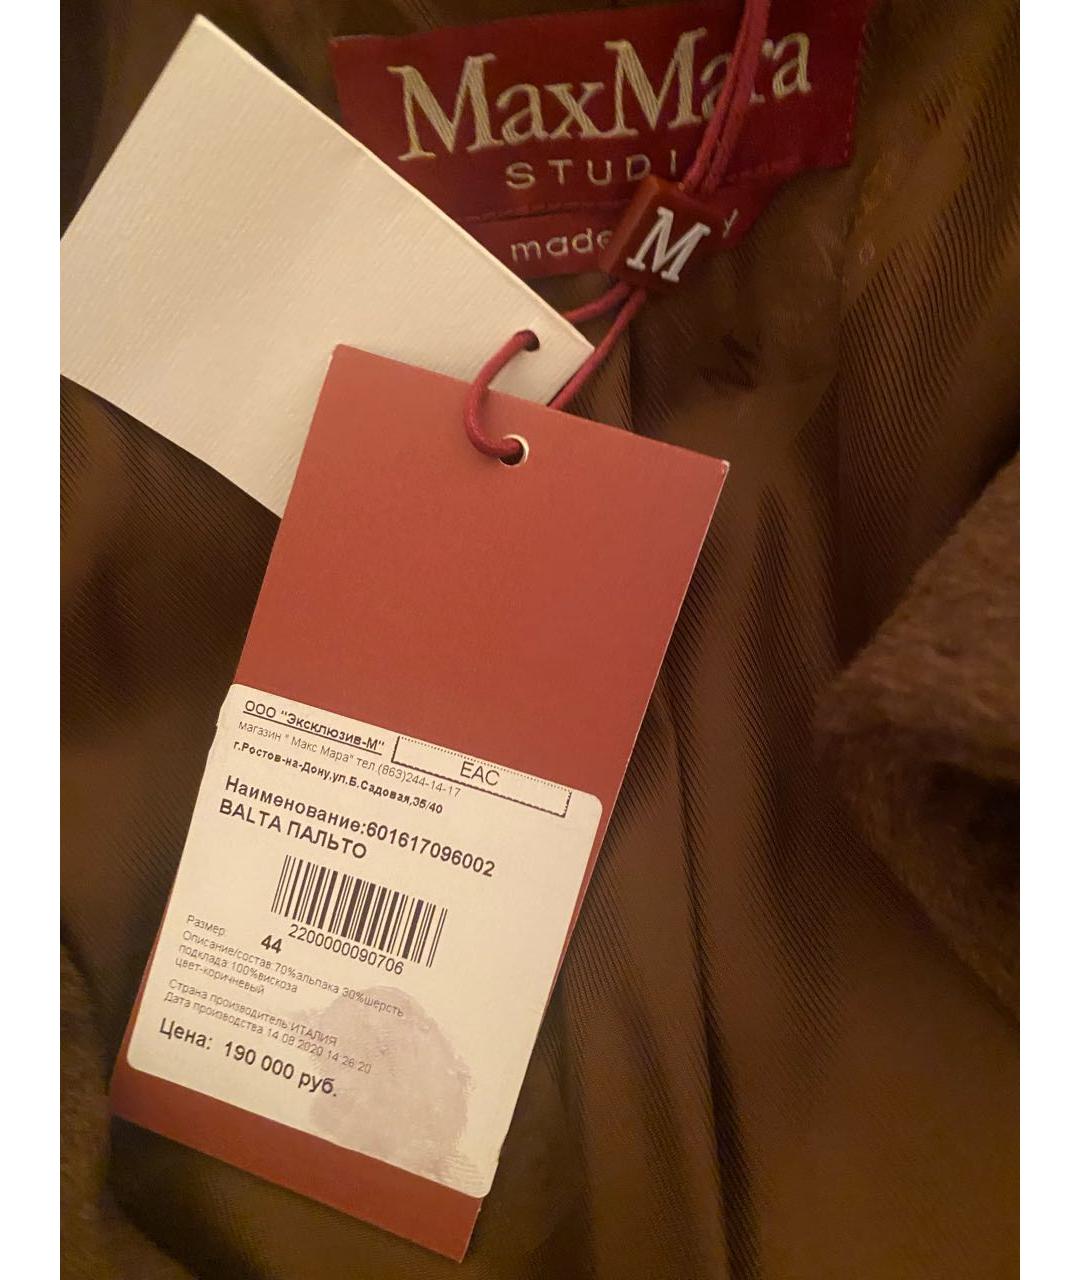 MaxMara
STUDI
made
y
M
ООО "Эксклюзив-М"
магазин " Макс Мара" тел.(863)244-14-17
г.Ростов-на-Дону,ул.Б.Садовая,35/40
EAC
Наименование:601617096002
BALTA ПАЛЬТО
2200000090706
Размер: 44
Описание/состав:70%альпака 30%шерсть
подклада:100%вискоза
цвет-коричневый
Страна производитель:ИТАЛИЯ
Дата производства 14.08.2020 14:26:20
Цена: 190 000 руб.